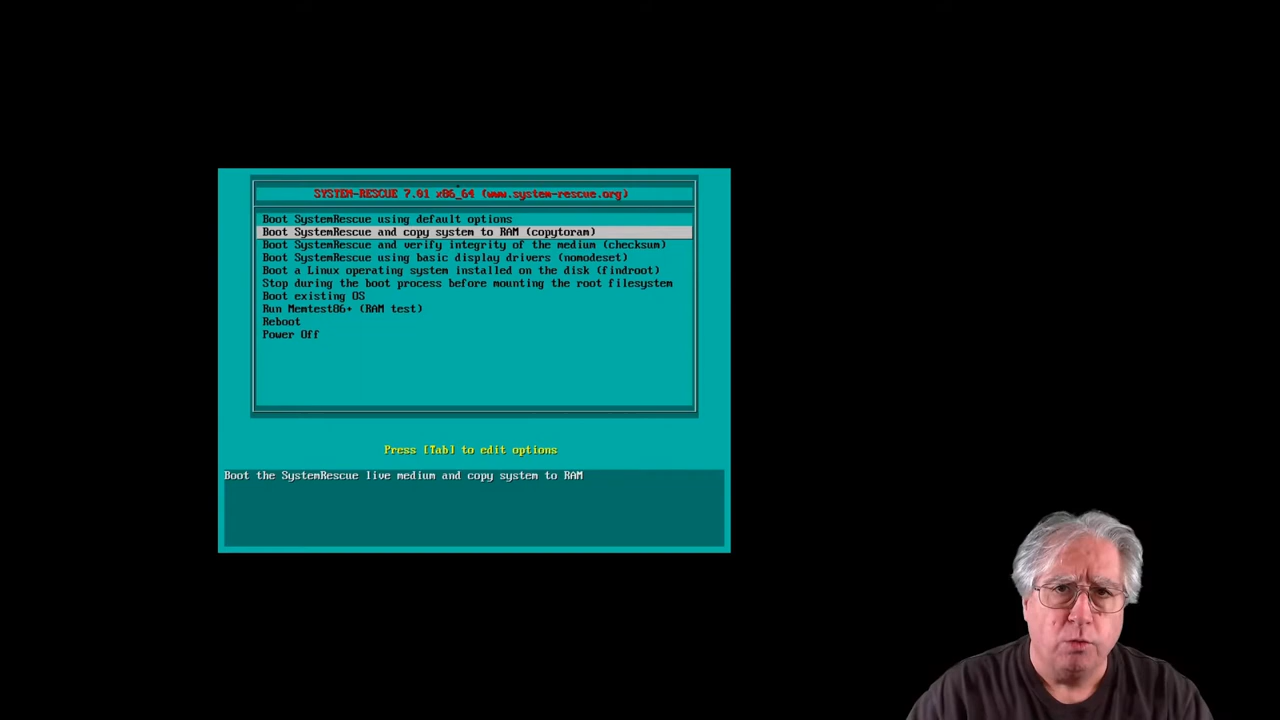 SYSTEM-RESCUE 7.01 x86_64 (www.system-rescue.org)
Boot SystemRescue using default options
Boot SystemRescue and copy system to RAM (copytoram)
Boot SystemRescue and verify integrity of the medium (checksum)
Boot SystemRescue using basic display drivers (nomodeset)
Boot a Linux operating system installed on the disk (findroot)
Stop during the boot process before mounting the root filesystem
Boot existing OS
Run Memtest86+ (RAM test)
Reboot
Power Off
Press [Tab] to edit options
Boot the SystemRescue live medium and copy system to RAM